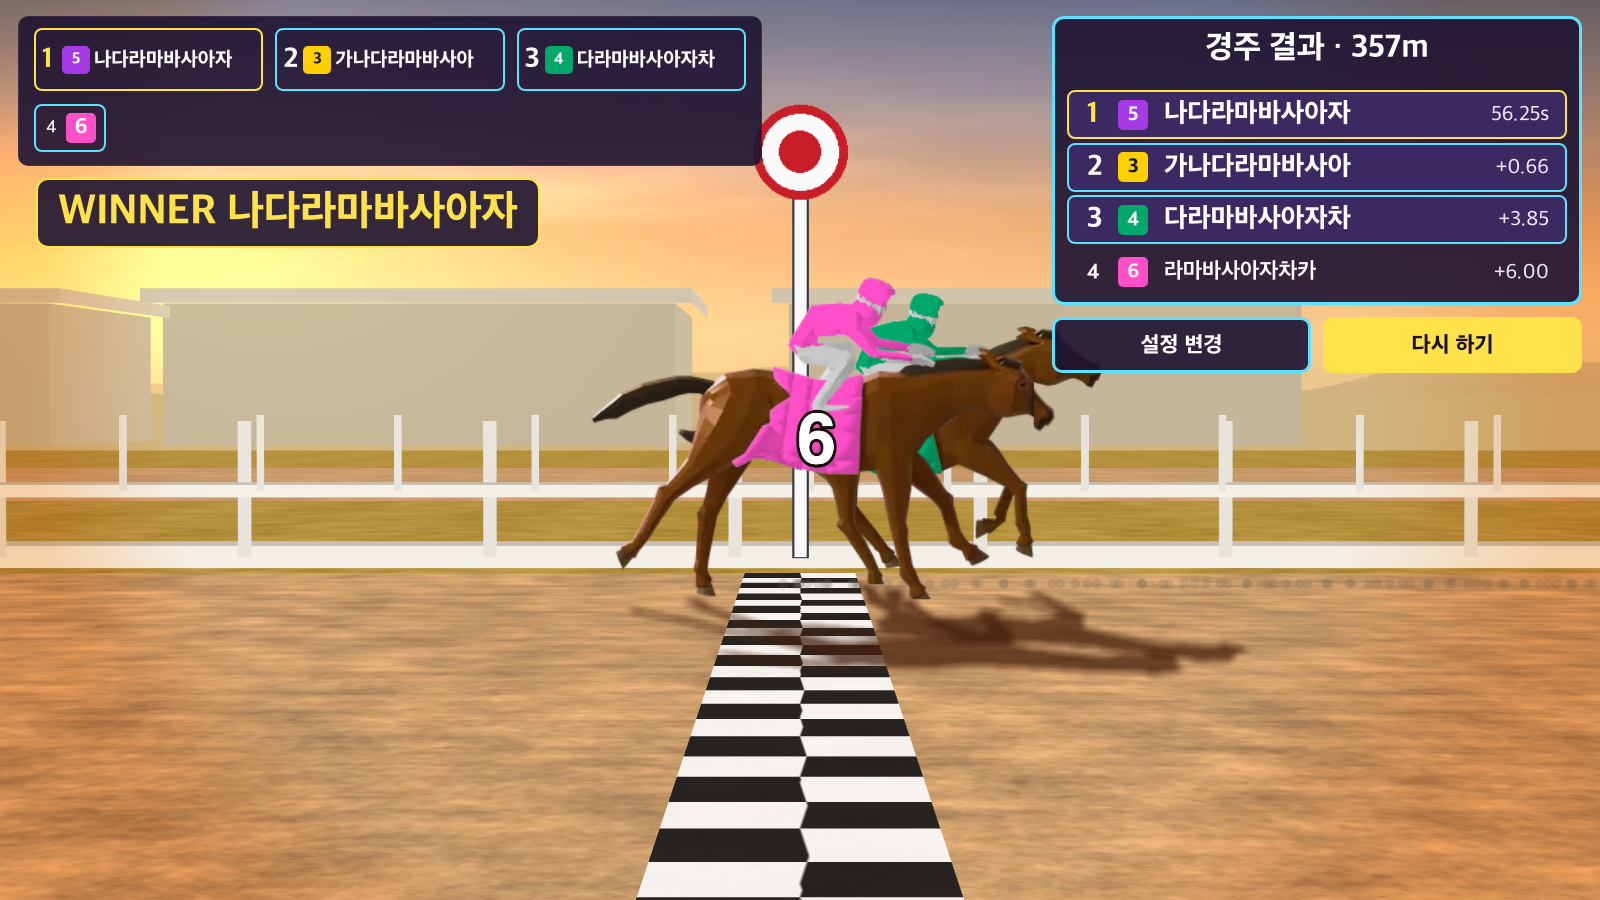 1 5 나다라마바사아자
2 3 가나다라마바사아
3 4 다라마바사아자차
4 6
WINNER 나다라마바사아자
경주 결과 · 357m
1 5 나다라마바사아자 56.25s
2 3 가나다라마바사아 +0.66
3 4 다라마바사아자차 +3.85
4 6 라마바사아자차카 +6.00
설정 변경
다시 하기
6